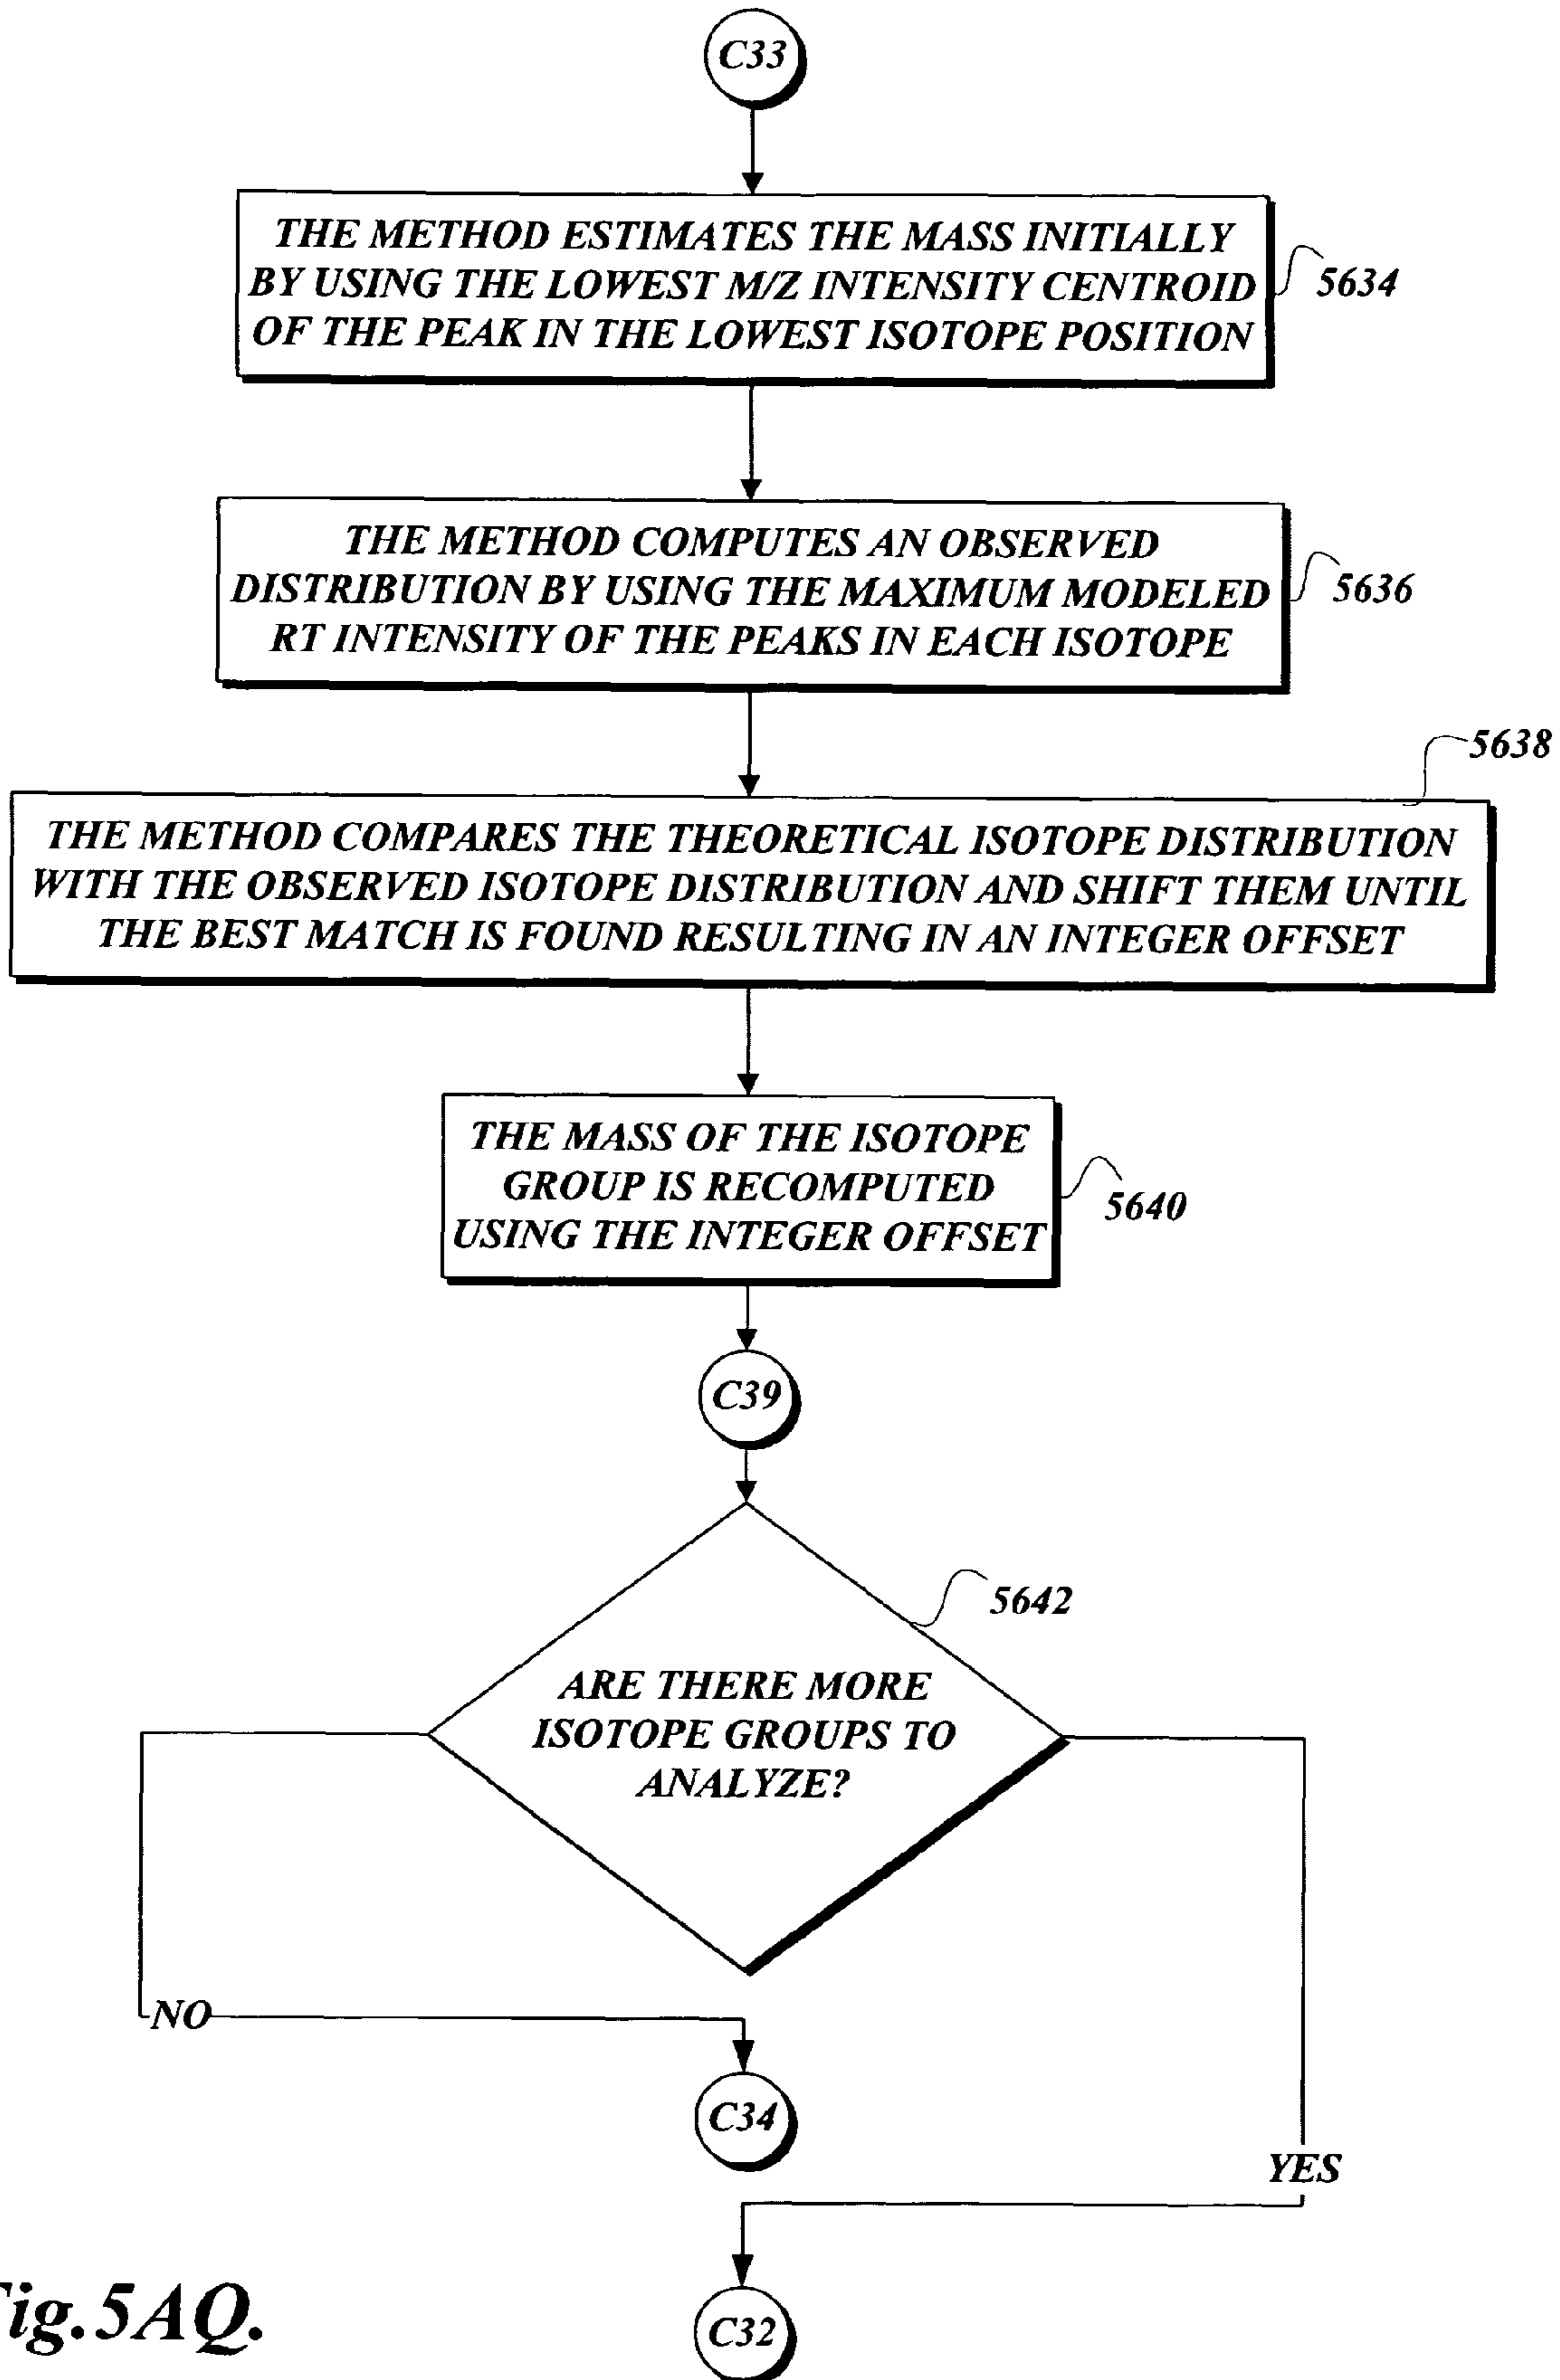 C33
THE METHOD ESTIMATES THE MASS INITIALLY
BY USING THE LOWEST M/Z INTENSITY CENTROID
OF THE PEAK IN THE LOWEST ISOTOPE POSITION
5634
THE METHOD COMPUTES AN OBSERVED
DISTRIBUTION BY USING THE MAXIMUM MODELED
RT INTENSITY OF THE PEAKS IN EACH ISOTOPE
5636
5638
THE METHOD COMPARES THE THEORETICAL ISOTOPE DISTRIBUTION
WITH THE OBSERVED ISOTOPE DISTRIBUTION AND SHIFT THEM UNTIL
THE BEST MATCH IS FOUND RESULTING IN AN INTEGER OFFSET
THE MASS OF THE ISOTOPE
GROUP IS RECOMPUTED
USING THE INTEGER OFFSET
5640
C39
5642
ARE THERE MORE
ISOTOPE GROUPS TO
ANALYZE?
NO
C34
YES
C32
Fig.5AQ.